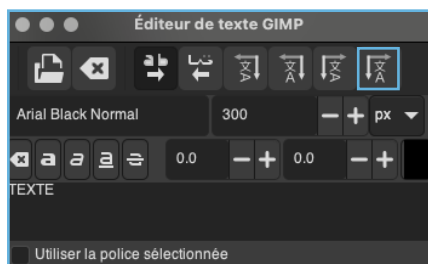 Éditeur de texte GIMP
Arial Black Normal 300 px
a a a a 0.0 0.0
TEXTE
Utiliser la police sélectionnée